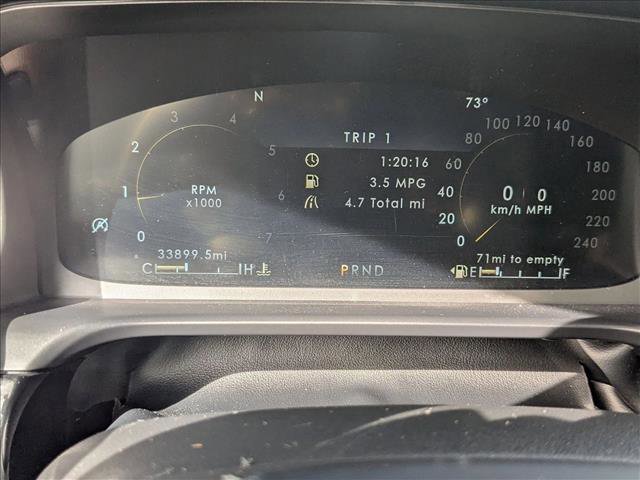 N
73°
TRIP 1
1:20:16
3.5 MPG
4.7 Total mi
0
1
2
3
4
5
6
7
RPM
x1000
0
20
40
60
80
100
120
140
160
180
200
220
240
0 0
km/h MPH
33899.5mi
C H
PRND
71mi to empty
E F